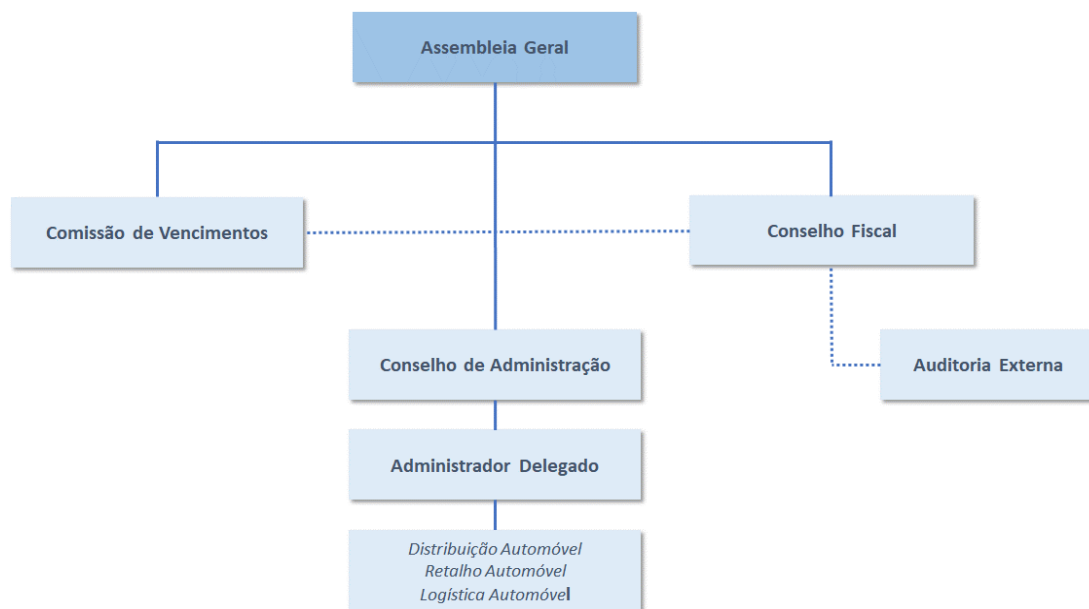 Assembleia Geral
Comissão de Vencimentos
Conselho Fiscal
Conselho de Administração
Auditoria Externa
Administrador Delegado
Distribuição Automóvel
Retalho Automóvel
Logística Automóvel